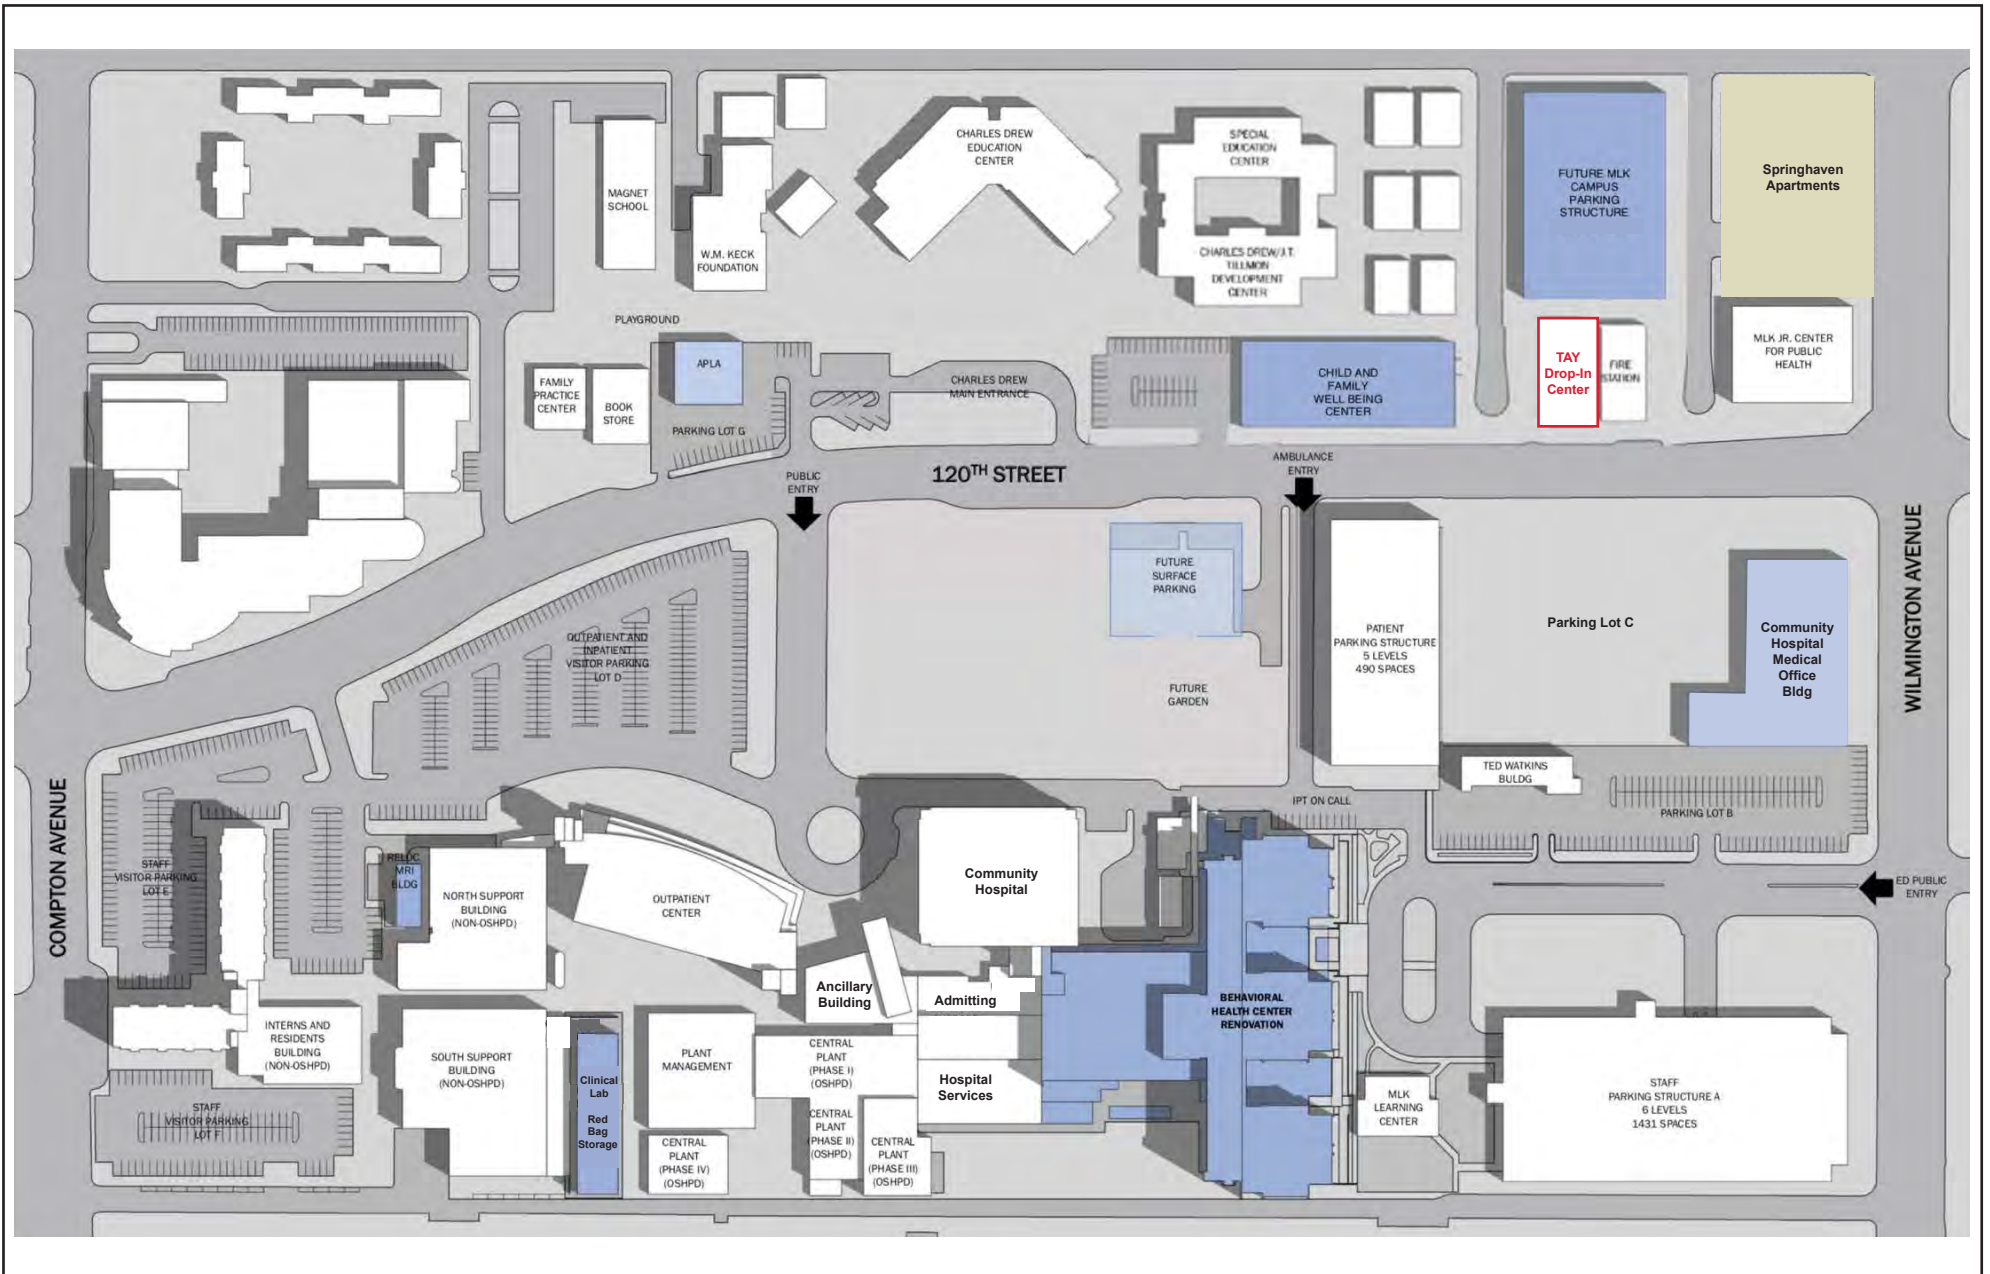 CHARLES DREW
EDUCATION
CENTER
SPECIAL
EDUCATION
CENTER
FUTURE MLK
CAMPUS
PARKING
STRUCTURE
Springhaven
Apartments
MAGNET
SCHOOL
W.M. KECK
FOUNDATION
CHARLES DREW/J.T.
TILLMON
DEVELOPMENT
CENTER
PLAYGROUND
APLA
FAMILY
PRACTICE
CENTER
BOOK
STORE
PARKING LOT G
CHARLES DREW
MAIN ENTRANCE
CHILD AND
FAMILY
WELL BEING
CENTER
TAY
Drop-In
Center
FIRE
STATION
MLK JR. CENTER
FOR PUBLIC
HEALTH
120TH STREET
PUBLIC
ENTRY
AMBULANCE
ENTRY
WILMINGTON AVENUE
FUTURE
SURFACE
PARKING
OUTPATIENT AND
INPATIENT
VISITOR PARKING
LOT D
FUTURE
GARDEN
PATIENT
PARKING STRUCTURE
5 LEVELS
490 SPACES
Parking Lot C
Community
Hospital
Medical
Office
Bldg
TED WATKINS
BULDG
IPT ON CALL
PARKING LOT B
COMPTON AVENUE
STAFF
VISITOR PARKING
LOT E
RELOC
MRI
BLDG
NORTH SUPPORT
BUILDING
(NON-OSHPD)
OUTPATIENT
CENTER
Community
Hospital
ED PUBLIC
ENTRY
Ancillary
Building
Admitting
BEHAVIORAL
HEALTH CENTER
RENOVATION
INTERNS AND
RESIDENTS
BUILDING
(NON-OSHPD)
SOUTH SUPPORT
BUILDING
(NON-OSHPD)
Clinical
Lab
Red
Bag
Storage
PLANT
MANAGEMENT
CENTRAL
PLANT
(PHASE I)
(OSHPD)
Hospital
Services
CENTRAL
PLANT
(PHASE II)
(OSHPD)
CENTRAL
PLANT
(PHASE III)
(OSHPD)
CENTRAL
PLANT
(PHASE IV)
(OSHPD)
STAFF
VISITOR PARKING
LOT F
MLK
LEARNING
CENTER
STAFF
PARKING STRUCTURE A
6 LEVELS
1431 SPACES